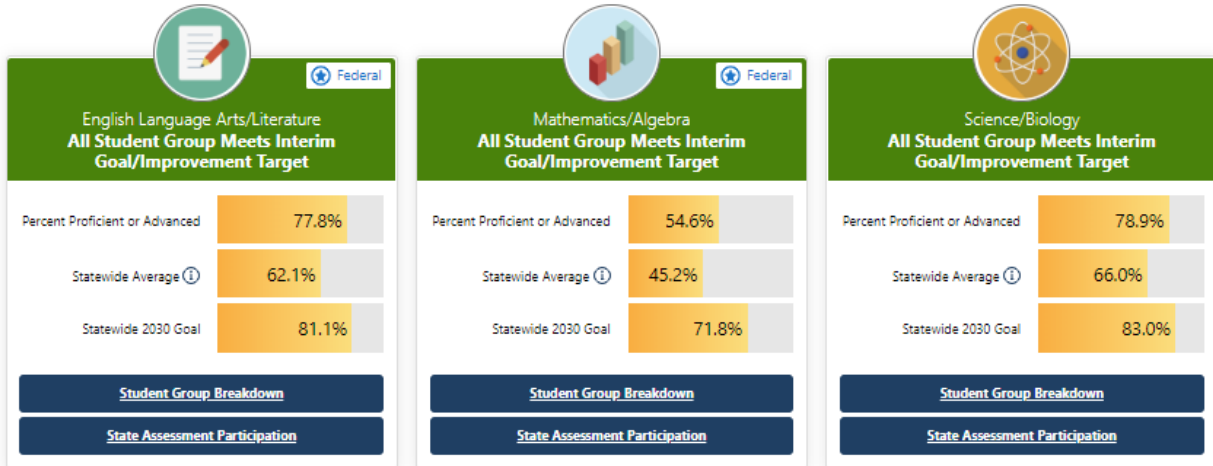 Federal
English Language Arts/Literature
All Student Group Meets Interim
Goal/Improvement Target
Percent Proficient or Advanced 77.8%
Statewide Average 62.1%
Statewide 2030 Goal 81.1%
Student Group Breakdown
State Assessment Participation
Federal
Mathematics/Algebra
All Student Group Meets Interim
Goal/Improvement Target
Percent Proficient or Advanced 54.6%
Statewide Average 45.2%
Statewide 2030 Goal 71.8%
Student Group Breakdown
State Assessment Participation
Science/Biology
All Student Group Meets Interim
Goal/Improvement Target
Percent Proficient or Advanced 78.9%
Statewide Average 66.0%
Statewide 2030 Goal 83.0%
Student Group Breakdown
State Assessment Participation